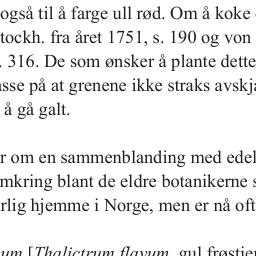 også til å farge ull rød. Om å koke
tockh. fra året 1751, s. 190 og von
. 316. De som ønsker å plante dette
sse på at grenene ikke straks avskj
å gå galt.
r om en sammenblanding med edel
mkring blant de eldre botanikerne s
rlig hjemme i Norge, men er nå oft
um [Thalictrum flavum, gul frøstjer